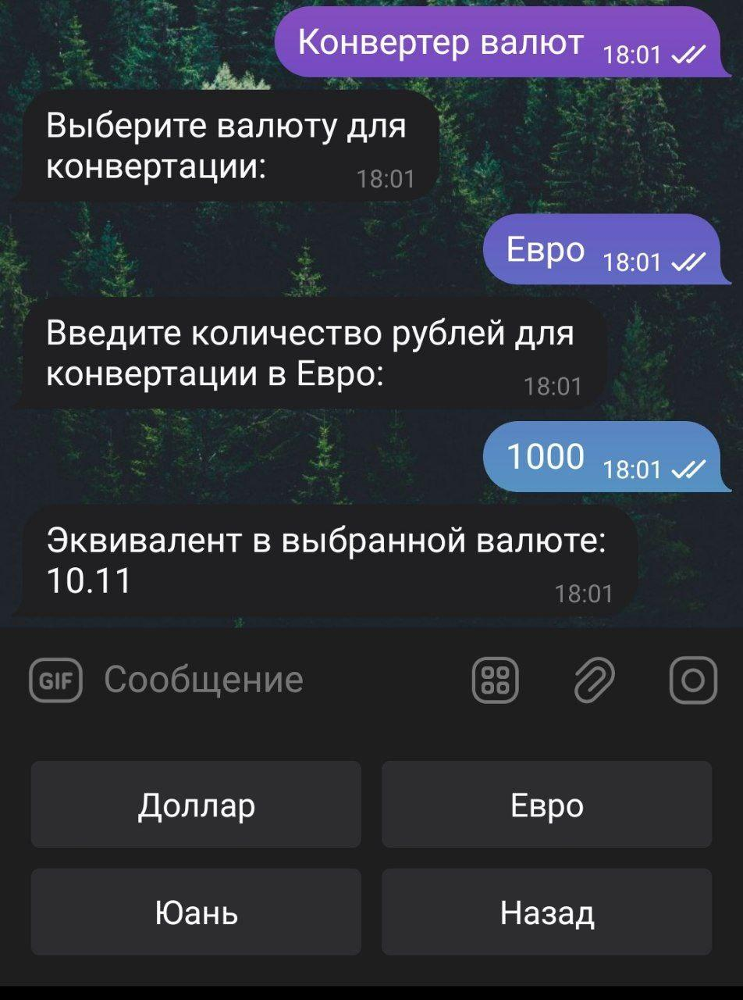 Конвертер валют 18:01
Выберите валюту для
конвертации: 18:01
Евро 18:01
Введите количество рублей для
конвертации в Евро: 18:01
1000 18:01
Эквивалент в выбранной валюте:
10.11 18:01
GIF Сообщение
Доллар Евро
Юань Назад